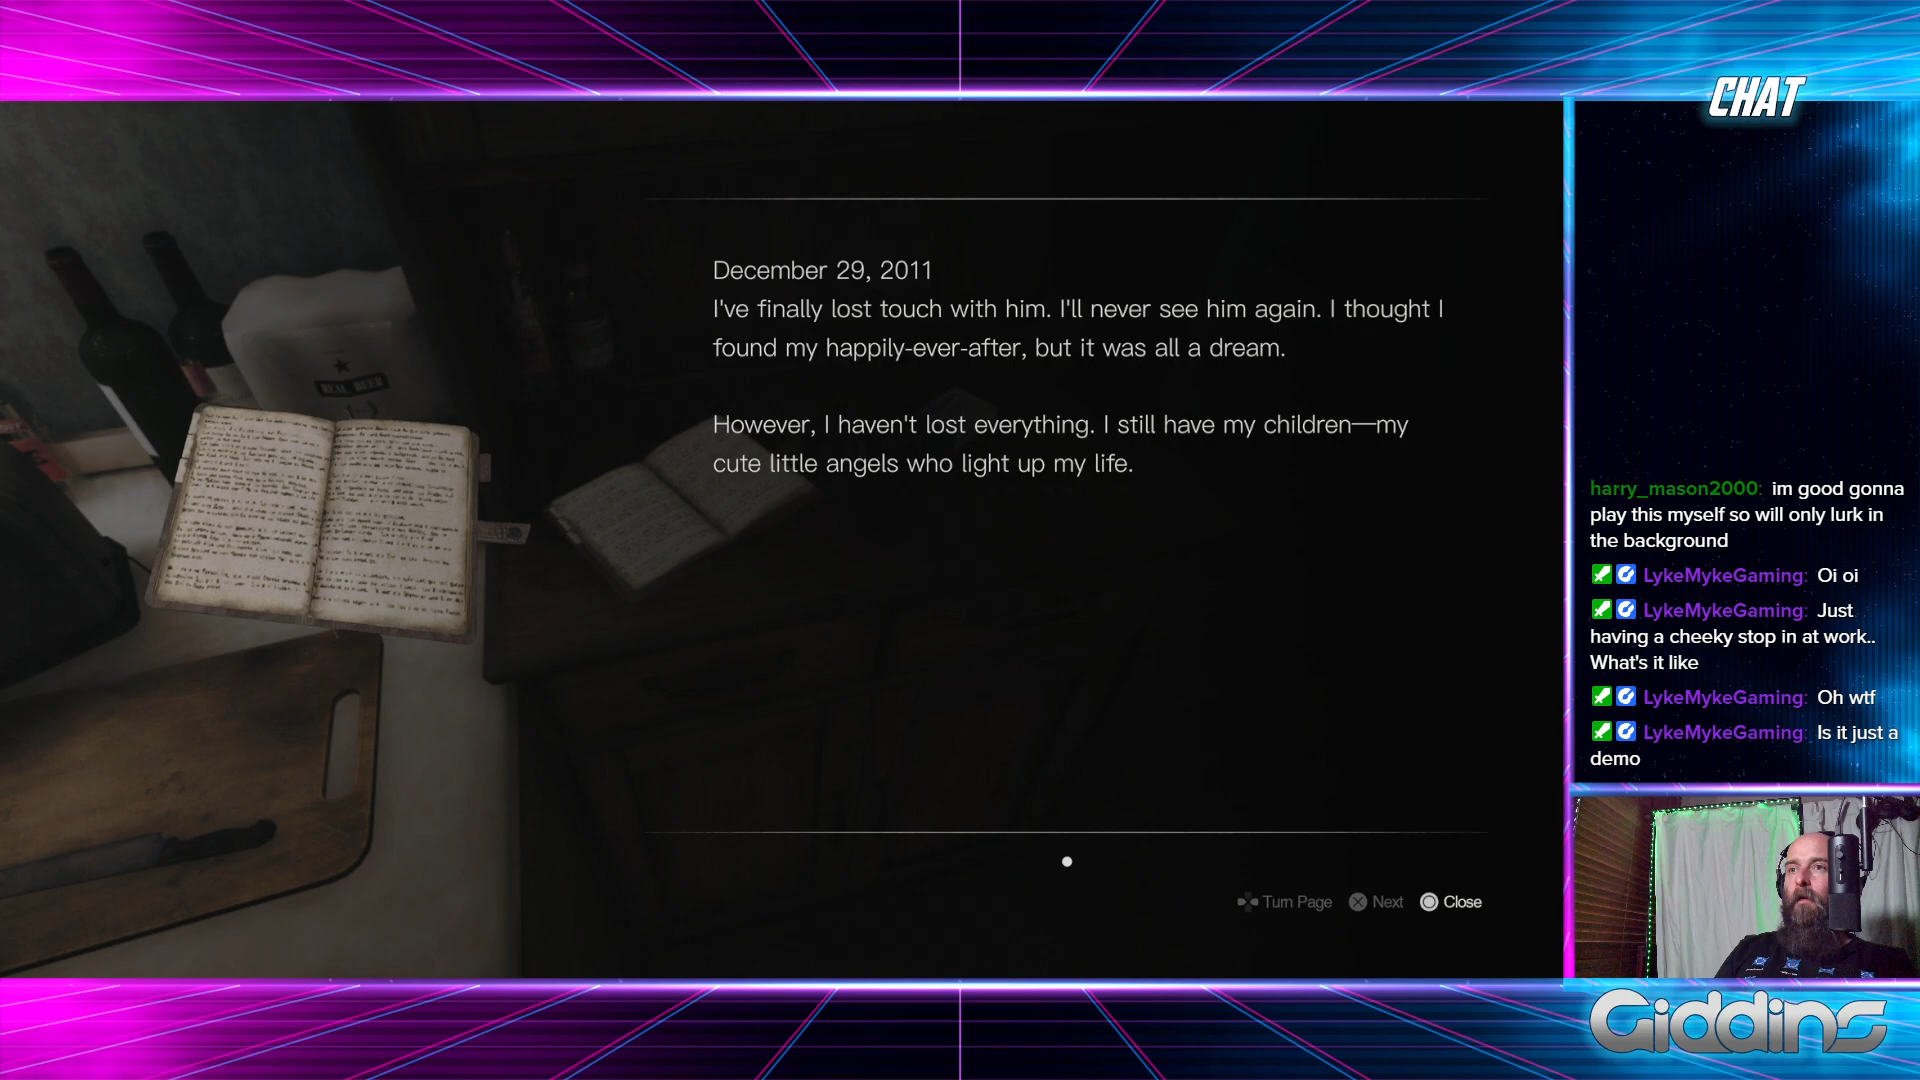 CHAT
December 29, 2011
I've finally lost touch with him. I'll never see him again. I thought I
found my happily-ever-after, but it was all a dream.
However, I haven't lost everything. I still have my children—my
cute little angels who light up my life.
REAL BEER
Turn Page Next Close
harry_mason2000: im good gonna
play this myself so will only lurk in
the background
LykeMykeGaming: Oi oi
LykeMykeGaming: Just
having a cheeky stop in at work..
What's it like
LykeMykeGaming: Oh wtf
LykeMykeGaming: Is it just a
demo
Giddins